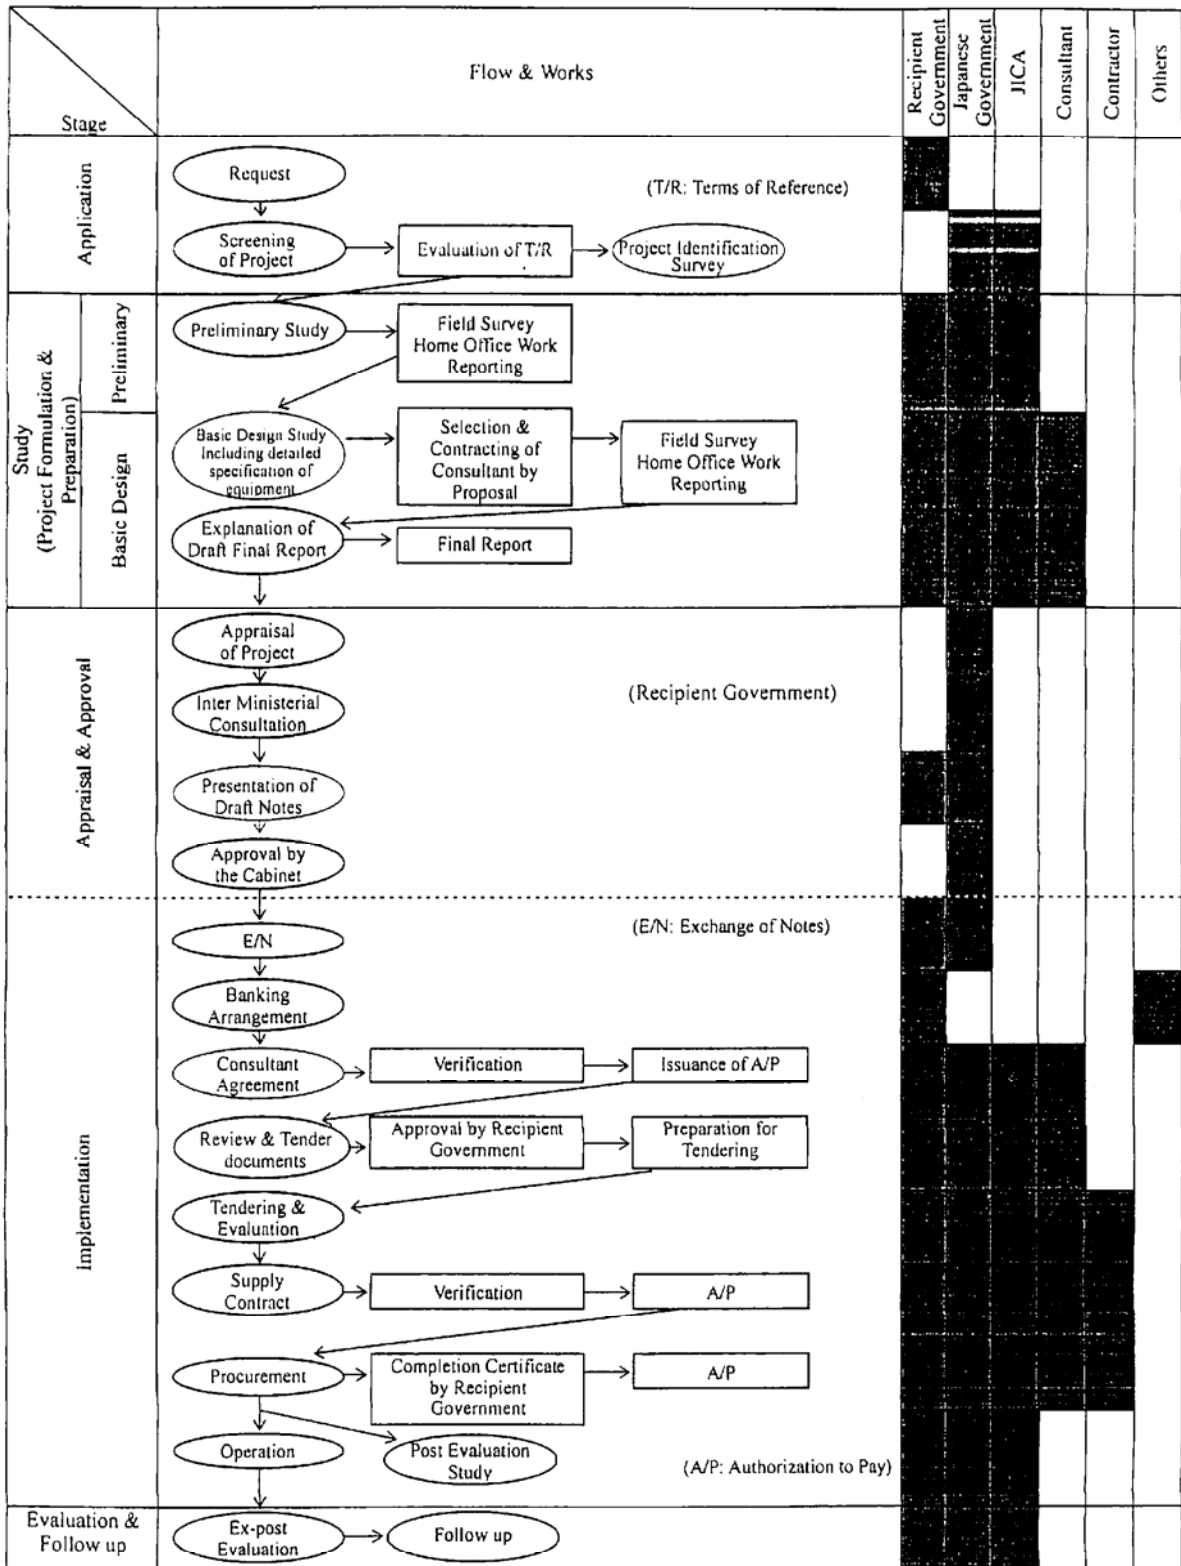 Stage
Flow & Works
Recipient
Government
Japanese
Government
JICA
Consultant
Contractor
Others
Application
Request
(T/R: Terms of Reference)
Screening
of Project
Evaluation of T/R
Project Identification
Survey
Study
(Project Formulation &
Preparation)
Preliminary
Preliminary Study
Field Survey
Home Office Work
Reporting
Basic Design
Basic Design Study
Including detailed
specification of
equipment
Selection &
Contracting of
Consultant by
Proposal
Field Survey
Home Office Work
Reporting
Explanation of
Draft Final Report
Final Report
Appraisal & Approval
Appraisal
of Project
Inter Ministerial
Consultation
(Recipient Government)
Presentation of
Draft Notes
Approval by
the Cabinet
Implementation
E/N
(E/N: Exchange of Notes)
Banking
Arrangement
Consultant
Agreement
Verification
Issuance of A/P
Review & Tender
documents
Approval by Recipient
Government
Preparation for
Tendering
Tendering &
Evaluation
Supply
Contract
Verification
A/P
Procurement
Completion Certificate
by Recipient
Government
A/P
Operation
Post Evaluation
Study
(A/P: Authorization to Pay)
Evaluation &
Follow up
Ex-post
Evaluation
Follow up